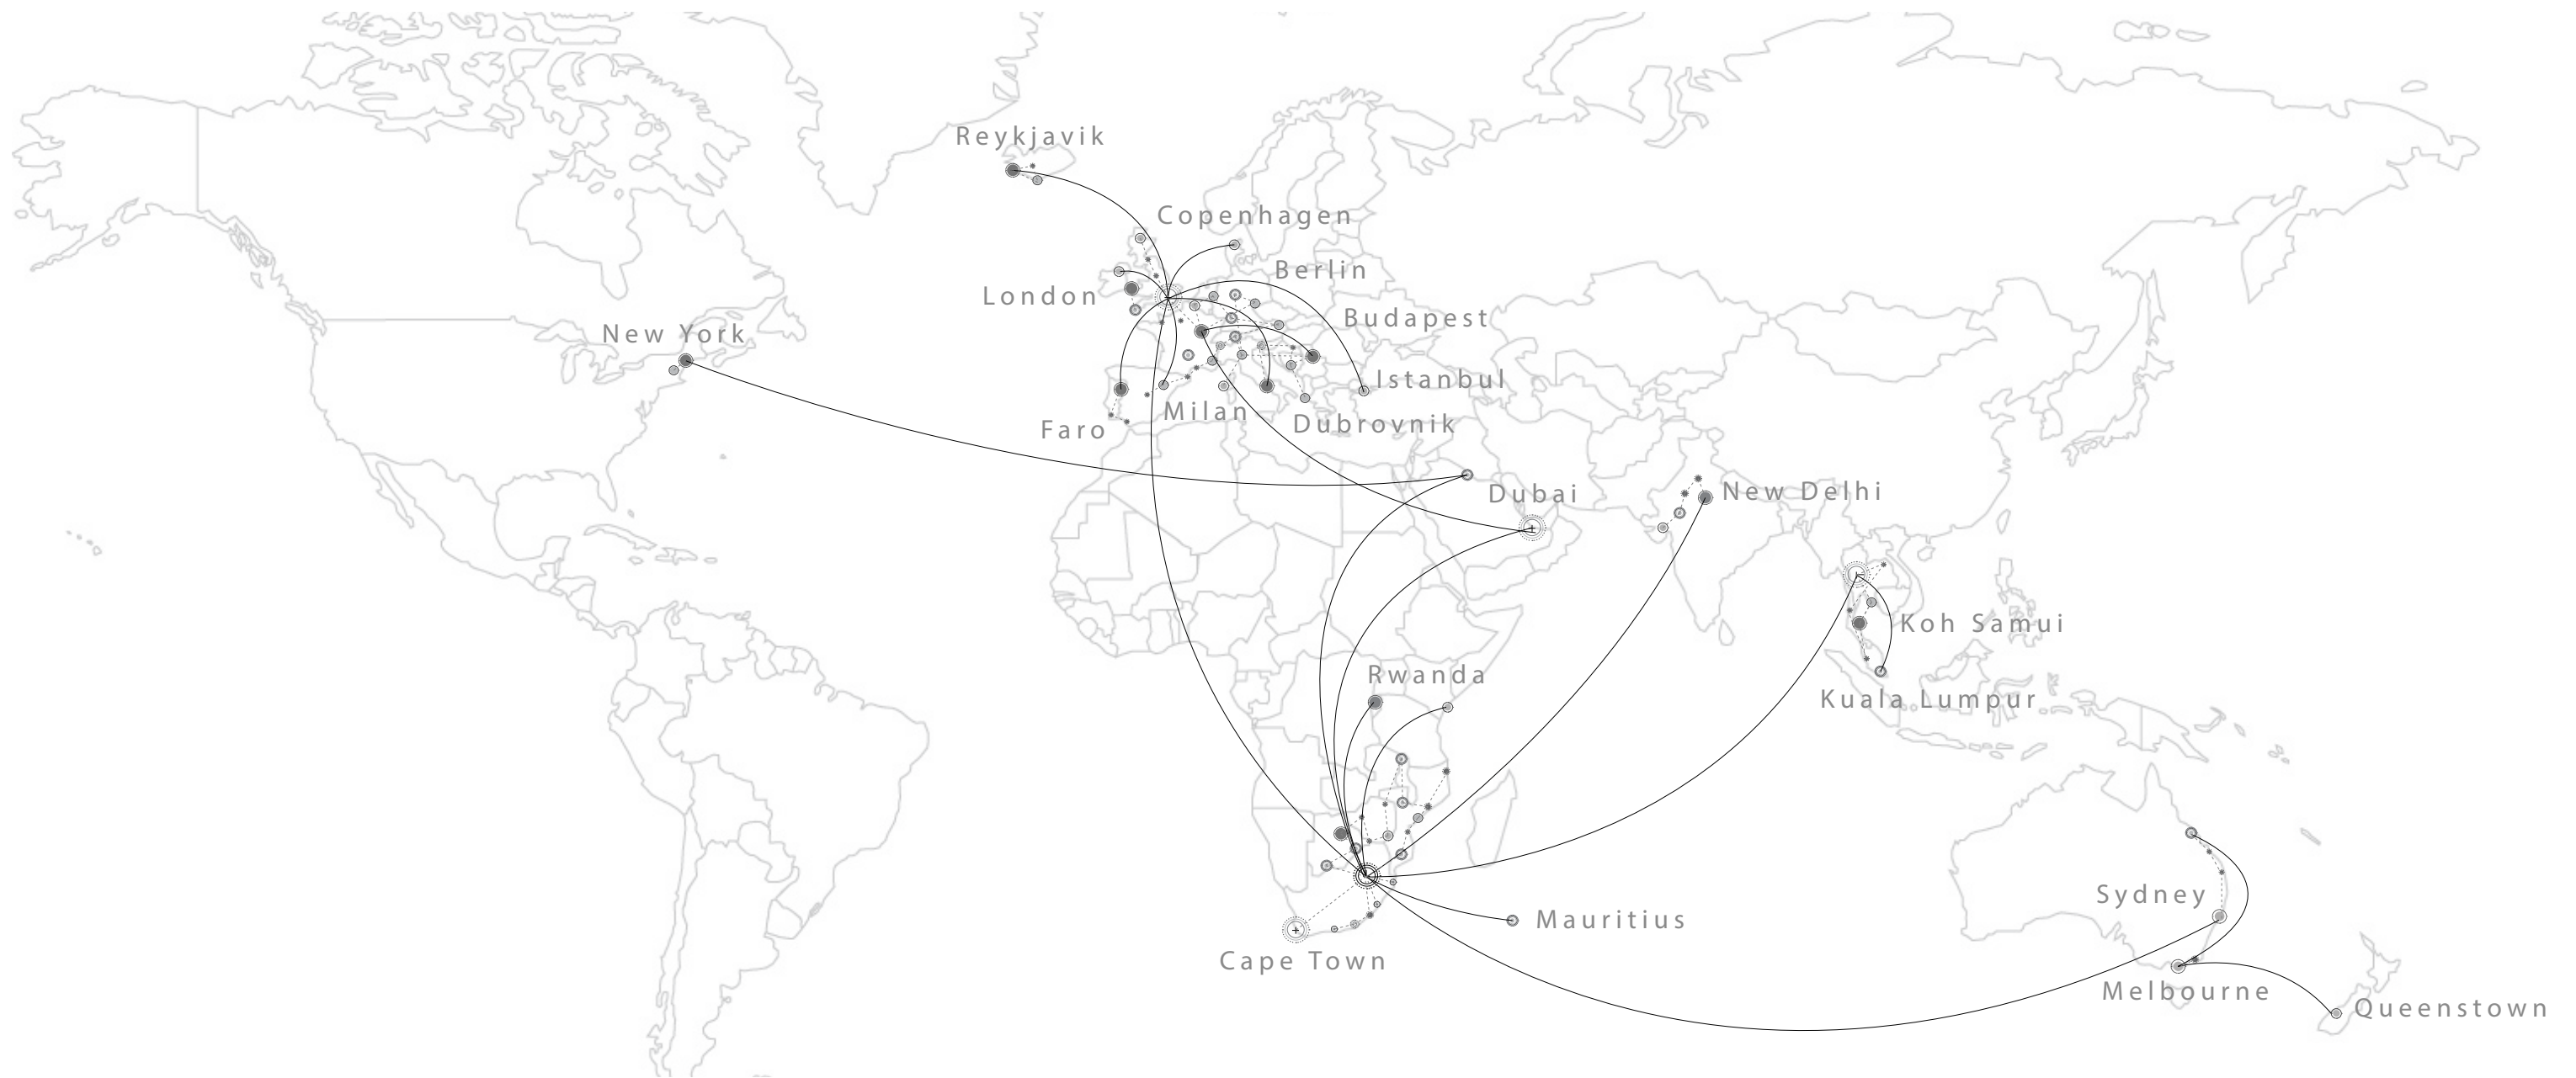 Reykjavik
Copenhagen
Berlin
London
Budapest
New York
Istanbul
Milan
Dubrovnik
Faro
Dubai
New Delhi
Koh Samui
Rwanda
Kuala Lumpur
Sydney
Mauritius
Cape Town
Melbourne
Queenstown